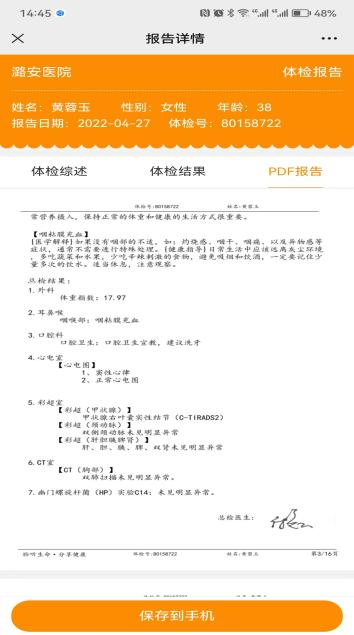 14:45
48%
报告详情
潞安医院
体检报告
姓名：黄蓉玉 性别：女性 年龄：38
报告日期：2022-04-27 体检号：80158722
体检综述
体检结果
PDF报告
体检号:80158722 姓名:黄蓉玉
常营养摄入，保持正常的体重和健康的生活方式很重要。
【咽粘膜充血】
[医学解释]如果没有咽部的不适，如：灼烧感、咽干、咽痛、以及异物感等
症状，通常不需要进行特殊处理。[健康指导]日常生活中应该远离灰尘环境
，多吃蔬菜和水果，少吃辛辣刺激的食物，避免吸烟和饮酒，一定要记住少
量多次的饮水。适当休息，注意观察。
总检结果：
1.外科
体重指数：17.97
2.耳鼻喉
咽喉部：咽粘膜充血
3.口腔科
口腔卫生：口腔卫生宣教，建议洗牙
4.心电室
【心电图】
1、窦性心律
2、正常心电图
5.彩超室
【彩超（甲状腺）】
甲状腺右叶囊实性结节（C-TIRADS2）
【彩超（颈动脉）】
双侧颈动脉未见明显异常
【彩超（肝胆胰脾肾）】
肝、胆、胰、脾、双肾未见明显异常
6.CT室
【CT（胸部）】
双肺扫描未见明显异常。
7.幽门螺旋杆菌（HP）实验C14：未见明显异常。
总检医生：
聆听生命·分享健康 体检号:80158722 姓名:黄蓉玉 第3/16页
保存到手机